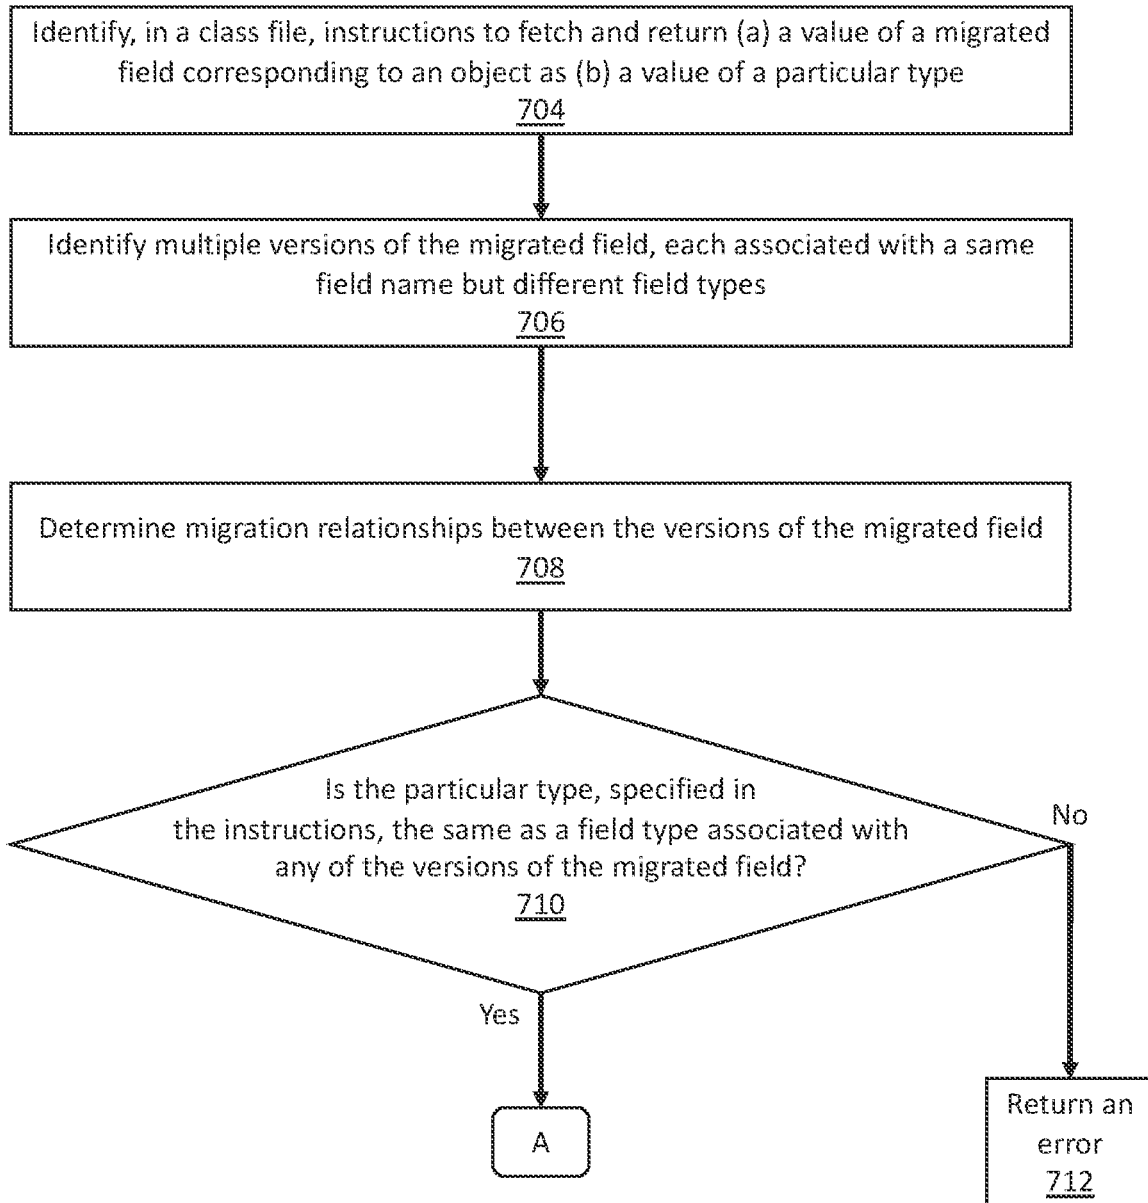 Identify, in a class file, instructions to fetch and return (a) a value of a migrated
field corresponding to an object as (b) a value of a particular type
704
Identify multiple versions of the migrated field, each associated with a same
field name but different field types
706
Determine migration relationships between the versions of the migrated field
708
Is the particular type, specified in
the instructions, the same as a field type associated with
any of the versions of the migrated field?
710
No
Yes
A
Return an
error
712